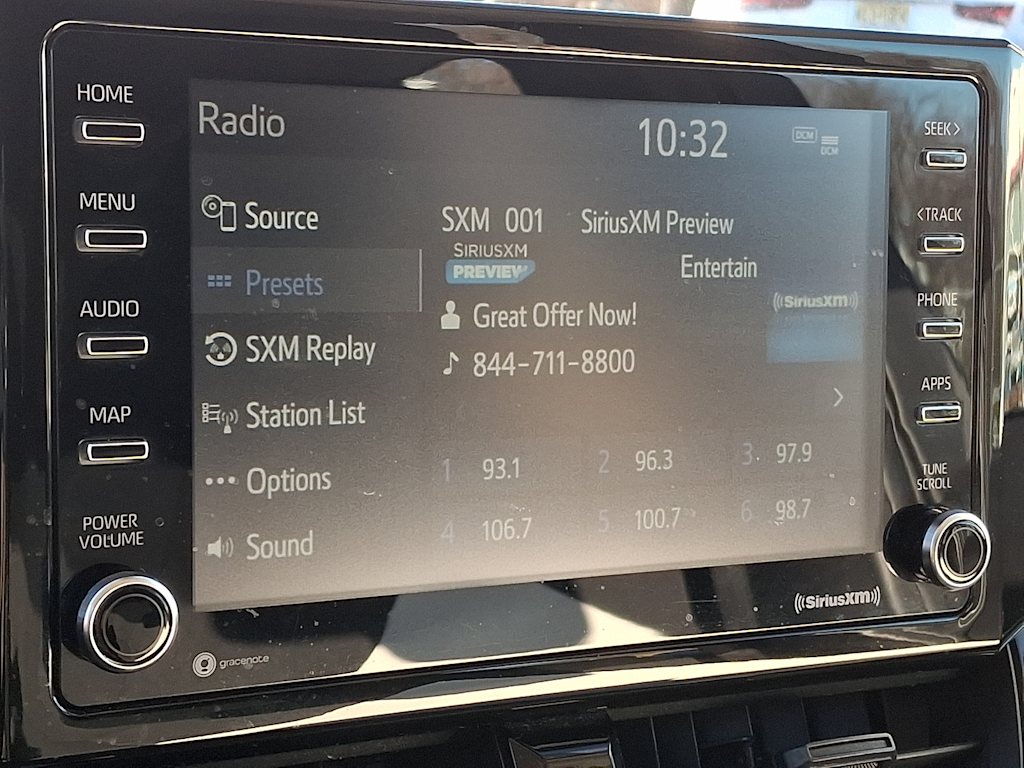 HOME
MENU
AUDIO
MAP
POWER
VOLUME
Radio
10:32
DCM
DCM
Source
Presets
SXM Replay
Station List
Options
Sound
SXM 001 SiriusXM Preview
SIRIUSXM
PREVIEW
Entertain
SiriusXM
Great Offer Now!
844-711-8800
1 93.1 2 96.3 3 97.9
4 106.7 5 100.7 6 98.7
SEEK >
< TRACK
PHONE
APPS
TUNE
SCROLL
gracenote
SiriusXM